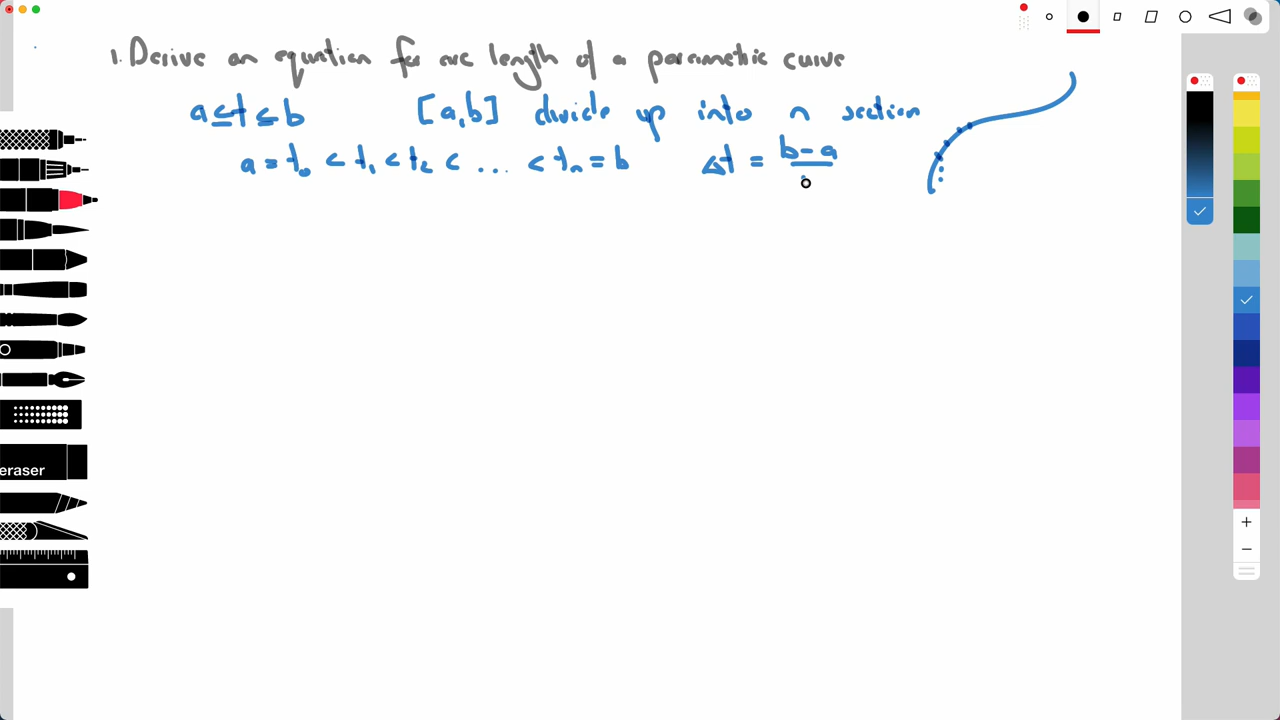 1. Derive an equation for arc length of a parametric curve
a ≤ t ≤ b [a,b] divide up into n section
a = t₀ < t₁ < t₂ < ... < tₙ = b Δt = b-a
eraser
+
−